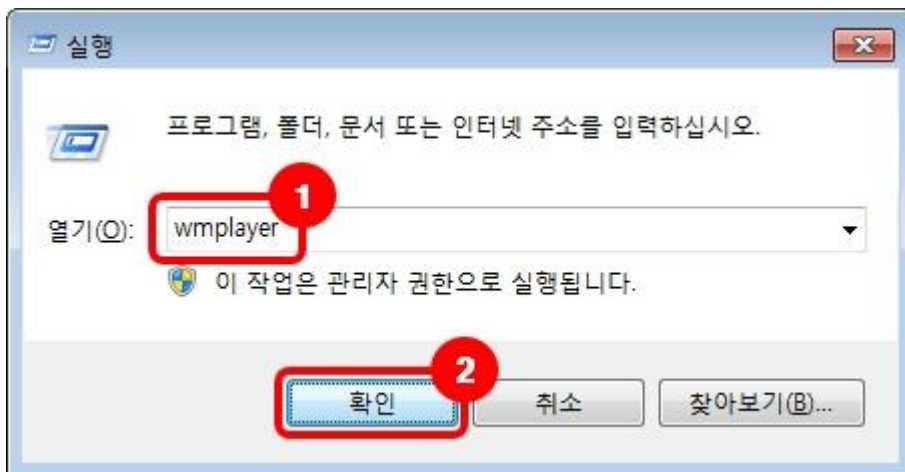 실행
프로그램, 폴더, 문서 또는 인터넷 주소를 입력하십시오.
1
열기(O): wmplayer
이 작업은 관리자 권한으로 실행됩니다.
2
확인 취소 찾아보기(B)...